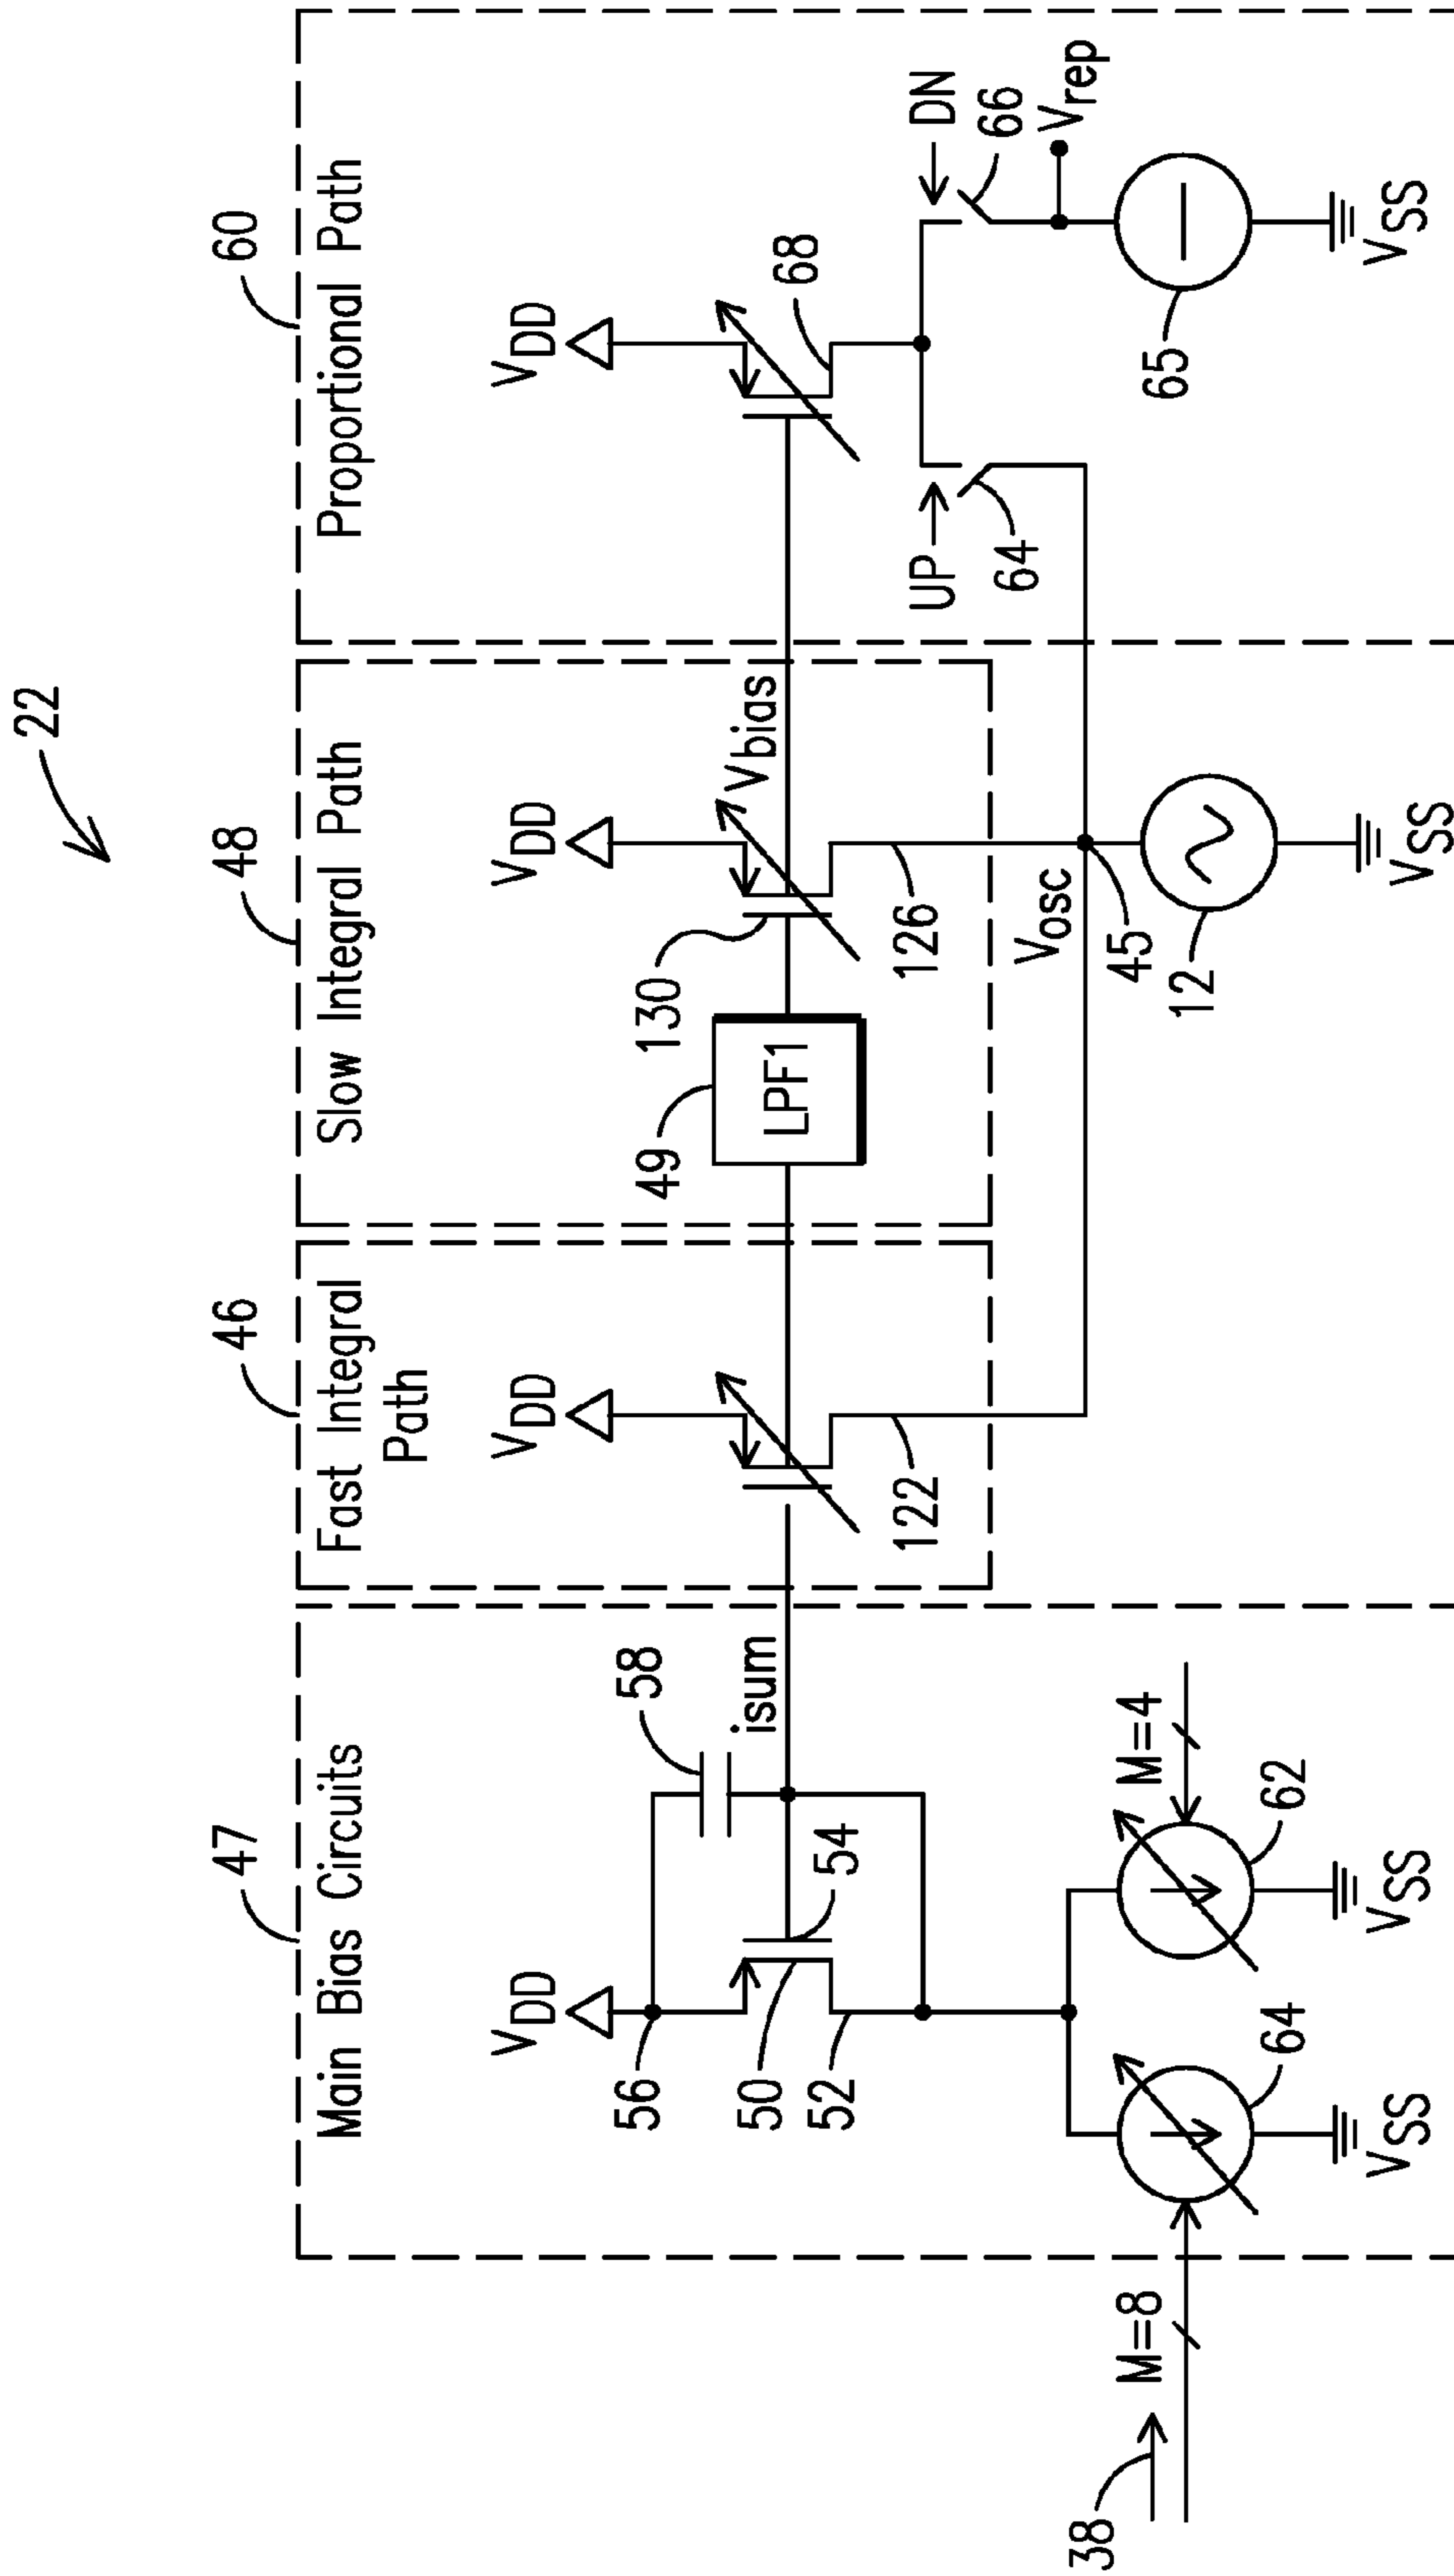 22
47
46
48
60
Main Bias Circuits
Fast Integral
Path
Slow Integral Path
Proportional Path
VDD
VDD
VDD
VDD
56
58
50
54
52
isum
49
LPF1
130
Vbias
68
122
126
UP
DN
64
66
Vosc
45
Vrep
38
M=8
M=4
64
62
12
65
VSS
VSS
VSS
VSS